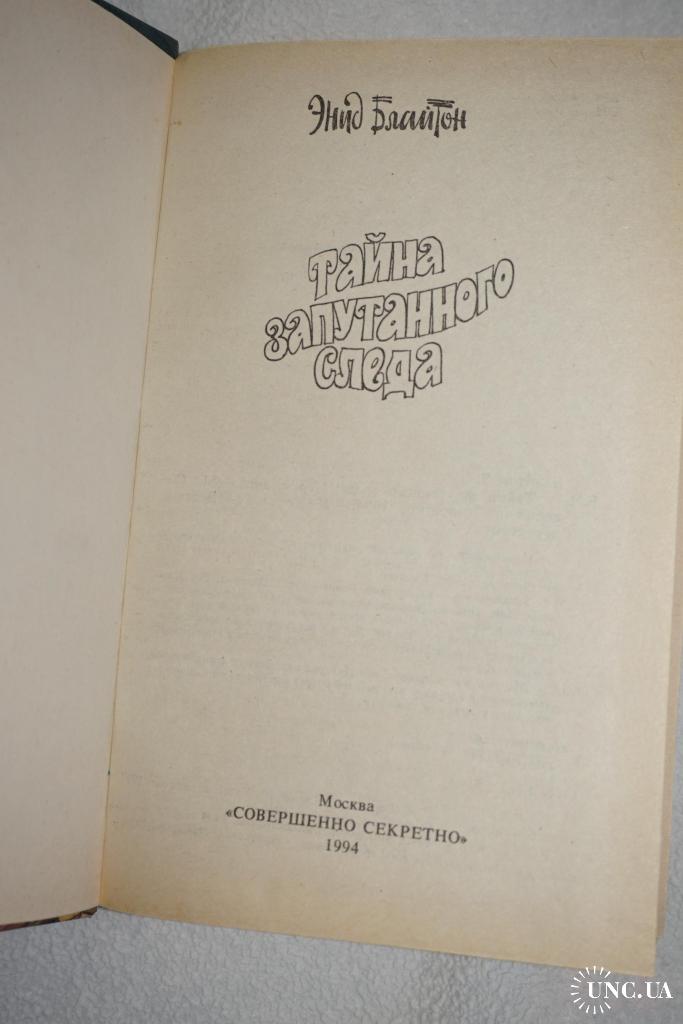 Энид Блайтон
ТАЙНА
ЗАПУТАННОГО
СЛЕДА
Москва
«СОВЕРШЕННО СЕКРЕТНО»
1994
UNC.UA